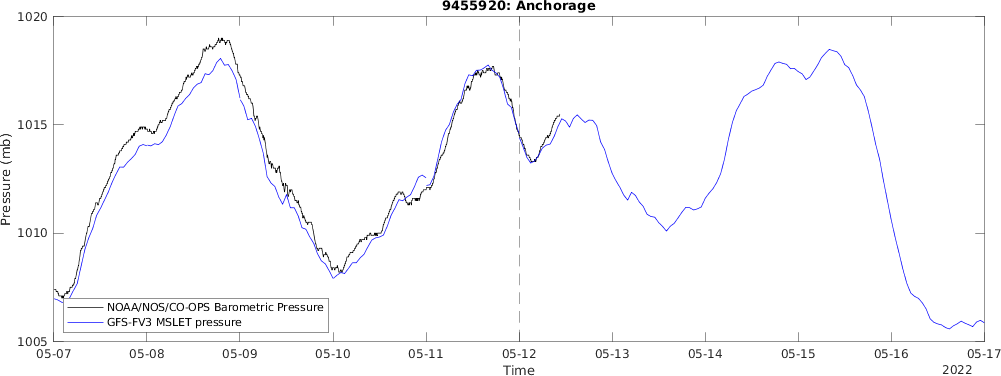 9455920: Anchorage
Pressure (mb)
1020
1015
1010
1005
NOAA/NOS/CO-OPS Barometric Pressure
GFS-FV3 MSLET pressure
05-07 05-08 05-09 05-10 05-11 05-12 05-13 05-14 05-15 05-16 05-17
Time
2022